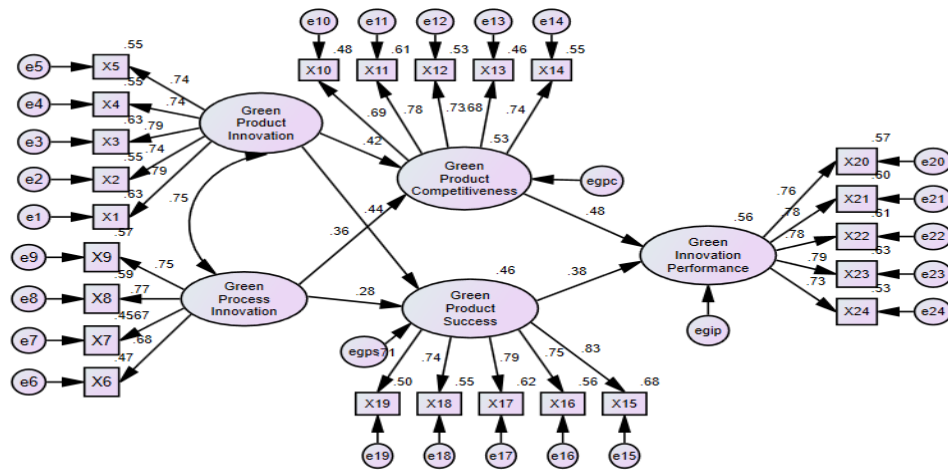 e10
e11
e12
e13
e14
.48
.61
.53
.46
.55
X10
X11
X12
X13
X14
.69
.78
.73
.68
.74
e5
.55
X5
.74
e4
.55
X4
.74
e3
.63
X3
.79
e2
.55
X2
.74
e1
.63
X1
.79
Green
Product
Innovation
.75
.42
.44
.36
.28
.53
Green
Product
Competitiveness
egpc
.48
.57
e9
X9
.75
.59
e8
X8
.77
.45
e7
X7
.67
.47
e6
X6
.68
Green
Process
Innovation
.46
Green
Product
Success
egps
.38
.56
Green
Innovation
Performance
egip
.57
X20
e20
.76
.60
X21
e21
.78
.61
X22
e22
.78
.63
X23
e23
.79
.53
X24
e24
.73
.71
.74
.79
.75
.83
.50
.55
.62
.56
.68
X19
X18
X17
X16
X15
e19
e18
e17
e16
e15